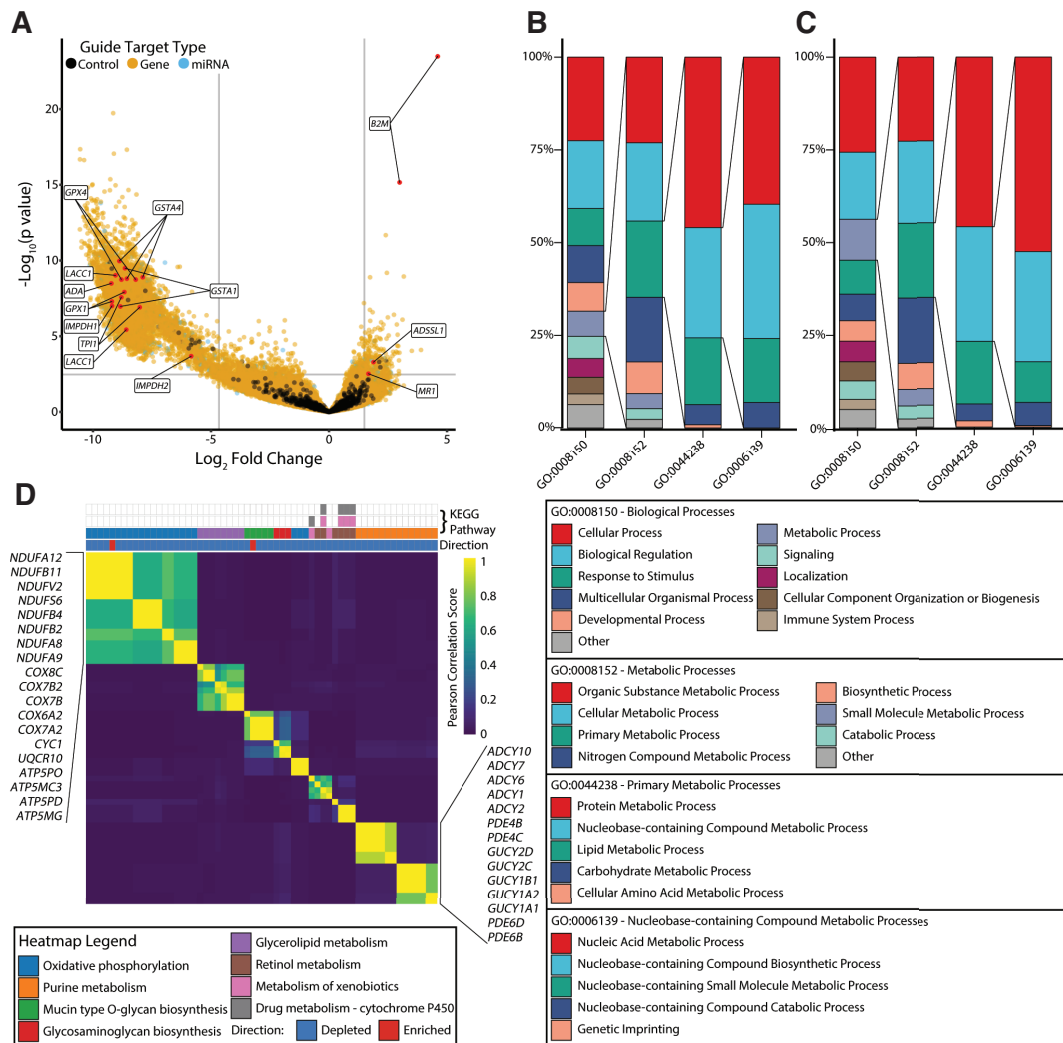 A
Guide Target Type
Control Gene miRNA
-Log10(p value)
20
15
10
5
0
-10
-5
0
5
Log2 Fold Change
B2M
GPX4
GSTA4
LACC1
ADA
GPX1
GSTA1
IMPDH1
TPI1
LACC1
IMPDH2
ADSSL1
MR1
B
100%
75%
50%
25%
0%
GO:0008150
GO:0008152
GO:0044238
GO:0006139
C
100%
75%
50%
25%
0%
GO:0008150
GO:0008152
GO:0044238
GO:0006139
D
KEGG
Pathway
Direction
NDUFA12
NDUFB11
NDUFV2
NDUFS6
NDUFB4
NDUFB2
NDUFA8
NDUFA9
COX8C
COX7B2
COX7B
COX6A2
COX7A2
CYC1
UQCR10
ATP5PO
ATP5MC3
ATP5PD
ATP5MG
Pearson Correlation Score
1
0.8
0.6
0.4
0.2
0
ADCY10
ADCY7
ADCY6
ADCY1
ADCY2
PDE4B
PDE4C
GUCY2D
GUCY2C
GUCY1B1
GUCY1A2
GUCY1A1
PDE6D
PDE6B
Heatmap Legend
Oxidative phosphorylation
Purine metabolism
Mucin type O-glycan biosynthesis
Glycosaminoglycan biosynthesis
Glycerolipid metabolism
Retinol metabolism
Metabolism of xenobiotics
Drug metabolism - cytochrome P450
Direction: Depleted Enriched
GO:0008150 - Biological Processes
Cellular Process
Biological Regulation
Response to Stimulus
Multicellular Organismal Process
Developmental Process
Other
Metabolic Process
Signaling
Localization
Cellular Component Organization or Biogenesis
Immune System Process
GO:0008152 - Metabolic Processes
Organic Substance Metabolic Process
Cellular Metabolic Process
Primary Metabolic Process
Nitrogen Compound Metabolic Process
Biosynthetic Process
Small Molecule Metabolic Process
Catabolic Process
Other
GO:0044238 - Primary Metabolic Processes
Protein Metabolic Process
Nucleobase-containing Compound Metabolic Process
Lipid Metabolic Process
Carbohydrate Metabolic Process
Cellular Amino Acid Metabolic Process
GO:0006139 - Nucleobase-containing Compound Metabolic Processes
Nucleic Acid Metabolic Process
Nucleobase-containing Compound Biosynthetic Process
Nucleobase-containing Small Molecule Metabolic Process
Nucleobase-containing Compound Catabolic Process
Genetic Imprinting